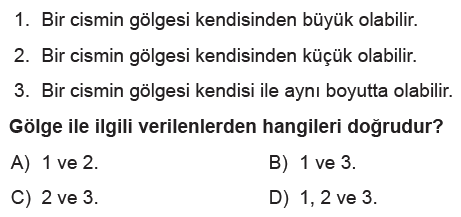 1. Bir cismin gölgesi kendisinden büyük olabilir.
2. Bir cismin gölgesi kendisinden küçük olabilir.
3. Bir cismin gölgesi kendisi ile aynı boyutta olabilir.
Gölge ile ilgili verilenlerden hangileri doğrudur?
A) 1 ve 2. B) 1 ve 3.
C) 2 ve 3. D) 1, 2 ve 3.